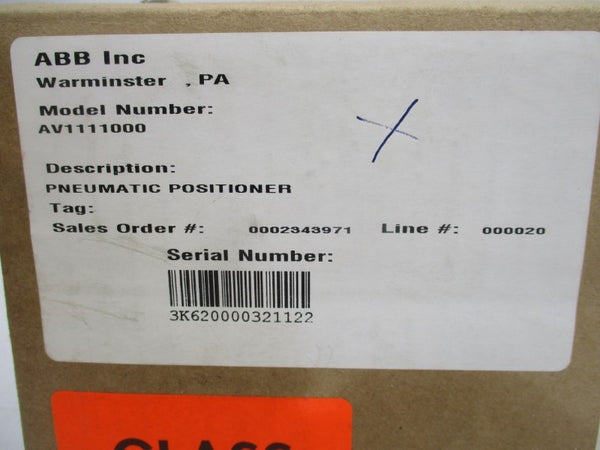 ABB Inc
Warminster , PA
Model Number:
AV1111000
Description:
PNEUMATIC POSITIONER
Tag:
Sales Order #: 0002343971 Line #: 000020
Serial Number:
3K620000321122
GLASS